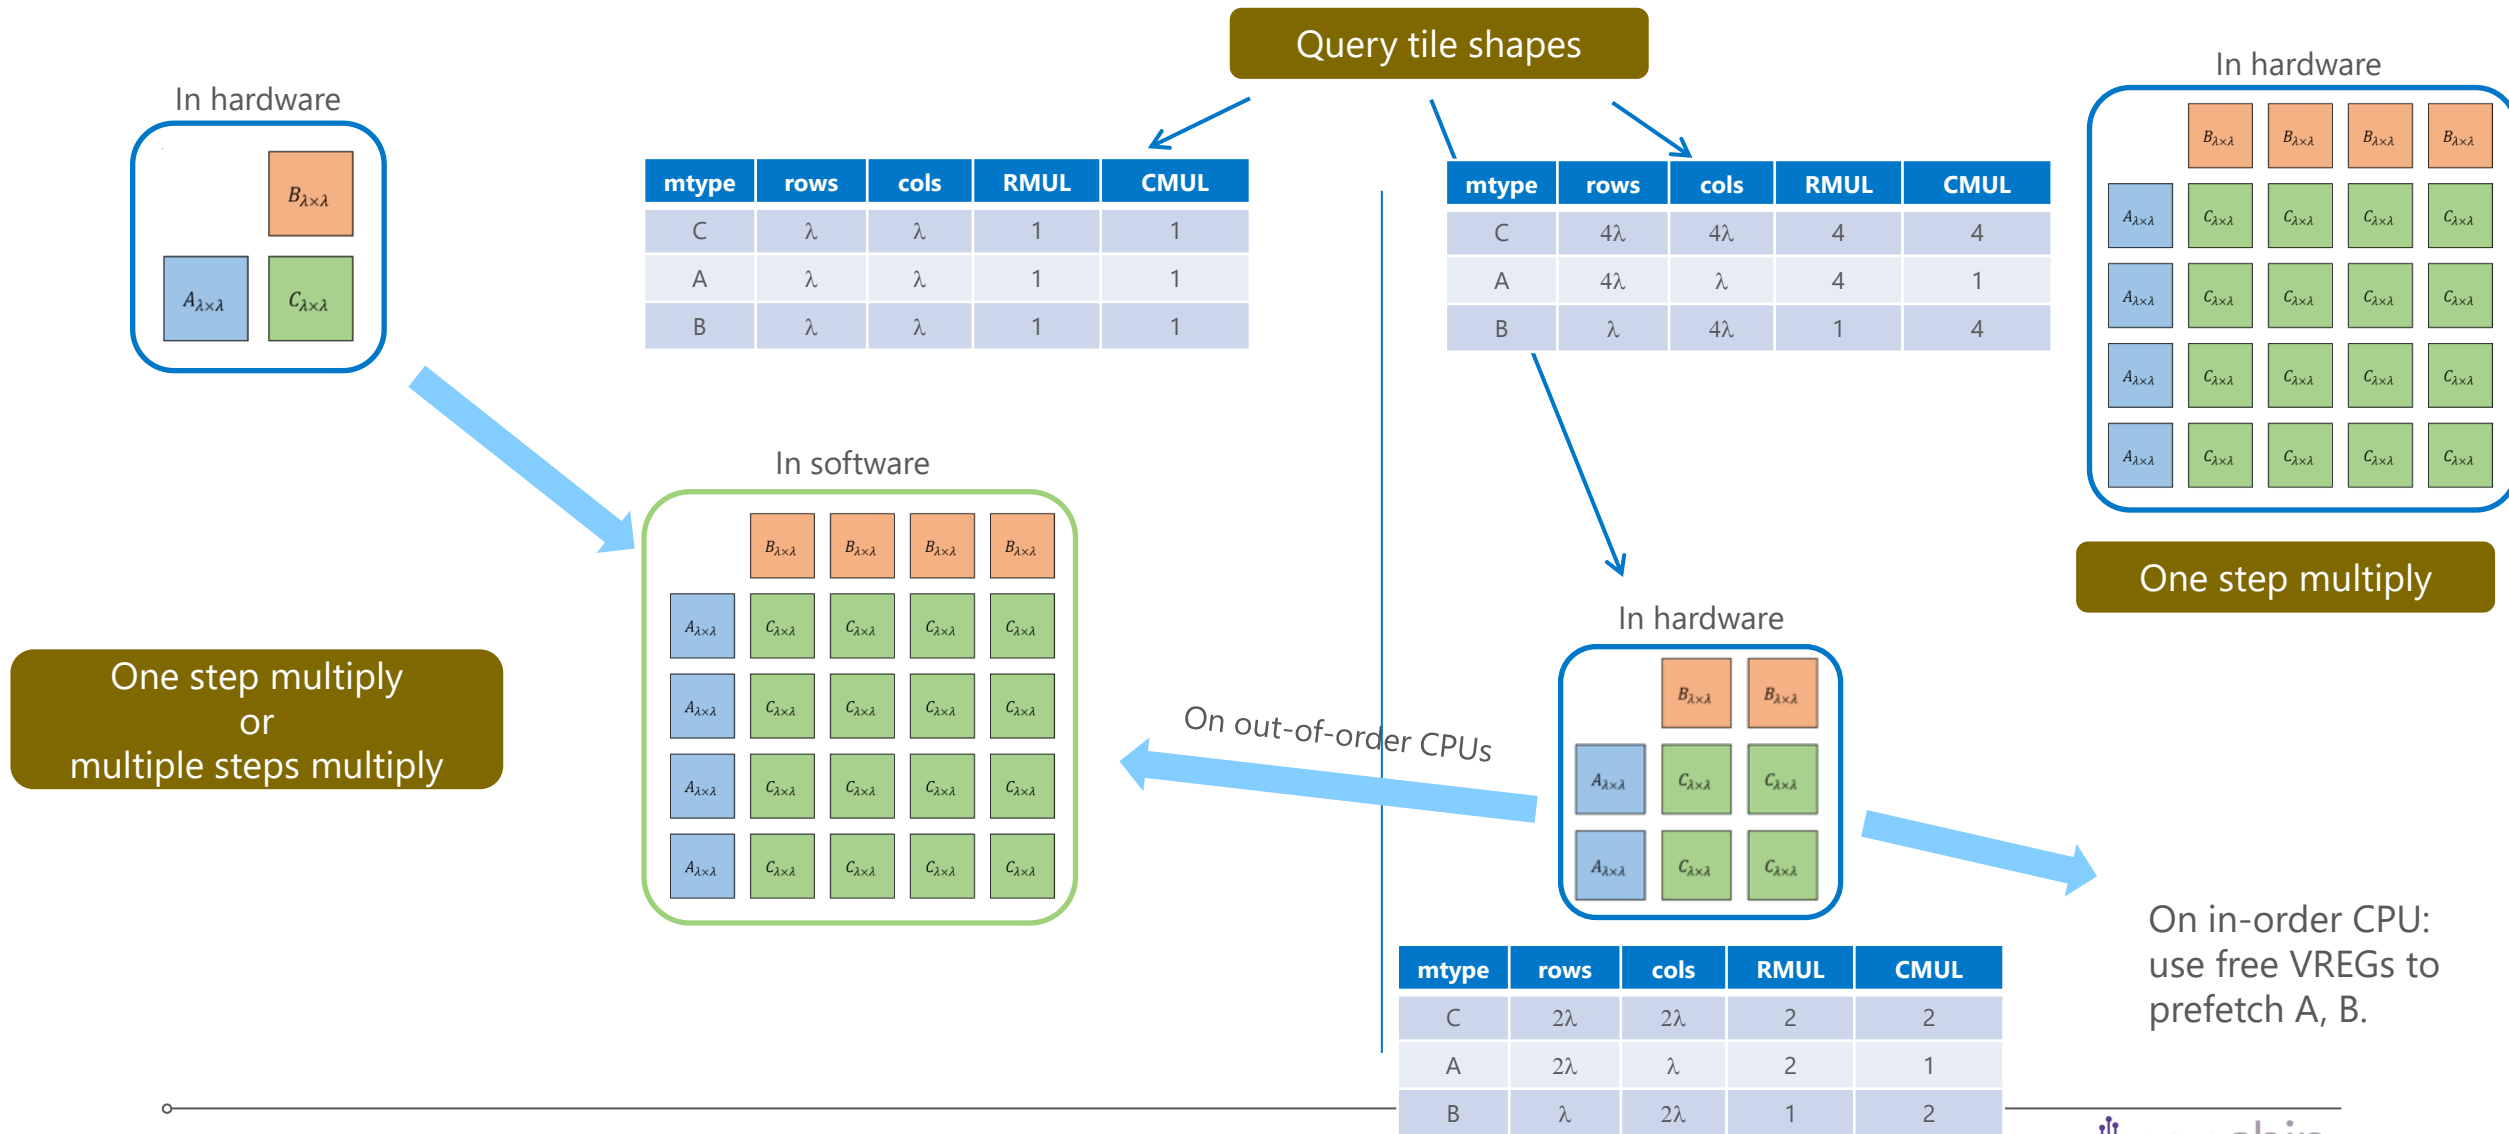 Query tile shapes
In hardware
B λ×λ
A λ×λ C λ×λ
mtype rows cols RMUL CMUL
C λ λ 1 1
A λ λ 1 1
B λ λ 1 1
mtype rows cols RMUL CMUL
C 4λ 4λ 4 4
A 4λ λ 4 1
B λ 4λ 1 4
In hardware
B λ×λ B λ×λ B λ×λ B λ×λ
A λ×λ C λ×λ C λ×λ C λ×λ C λ×λ
A λ×λ C λ×λ C λ×λ C λ×λ C λ×λ
A λ×λ C λ×λ C λ×λ C λ×λ C λ×λ
A λ×λ C λ×λ C λ×λ C λ×λ C λ×λ
One step multiply
In software
B λ×λ B λ×λ B λ×λ B λ×λ
A λ×λ C λ×λ C λ×λ C λ×λ C λ×λ
A λ×λ C λ×λ C λ×λ C λ×λ C λ×λ
A λ×λ C λ×λ C λ×λ C λ×λ C λ×λ
A λ×λ C λ×λ C λ×λ C λ×λ C λ×λ
One step multiply
or
multiple steps multiply
On out-of-order CPUs
In hardware
B λ×λ B λ×λ
A λ×λ C λ×λ C λ×λ
A λ×λ C λ×λ C λ×λ
On in-order CPU:
use free VREGs to
prefetch A, B.
mtype rows cols RMUL CMUL
C 2λ 2λ 2 2
A 2λ λ 2 1
B λ 2λ 1 2